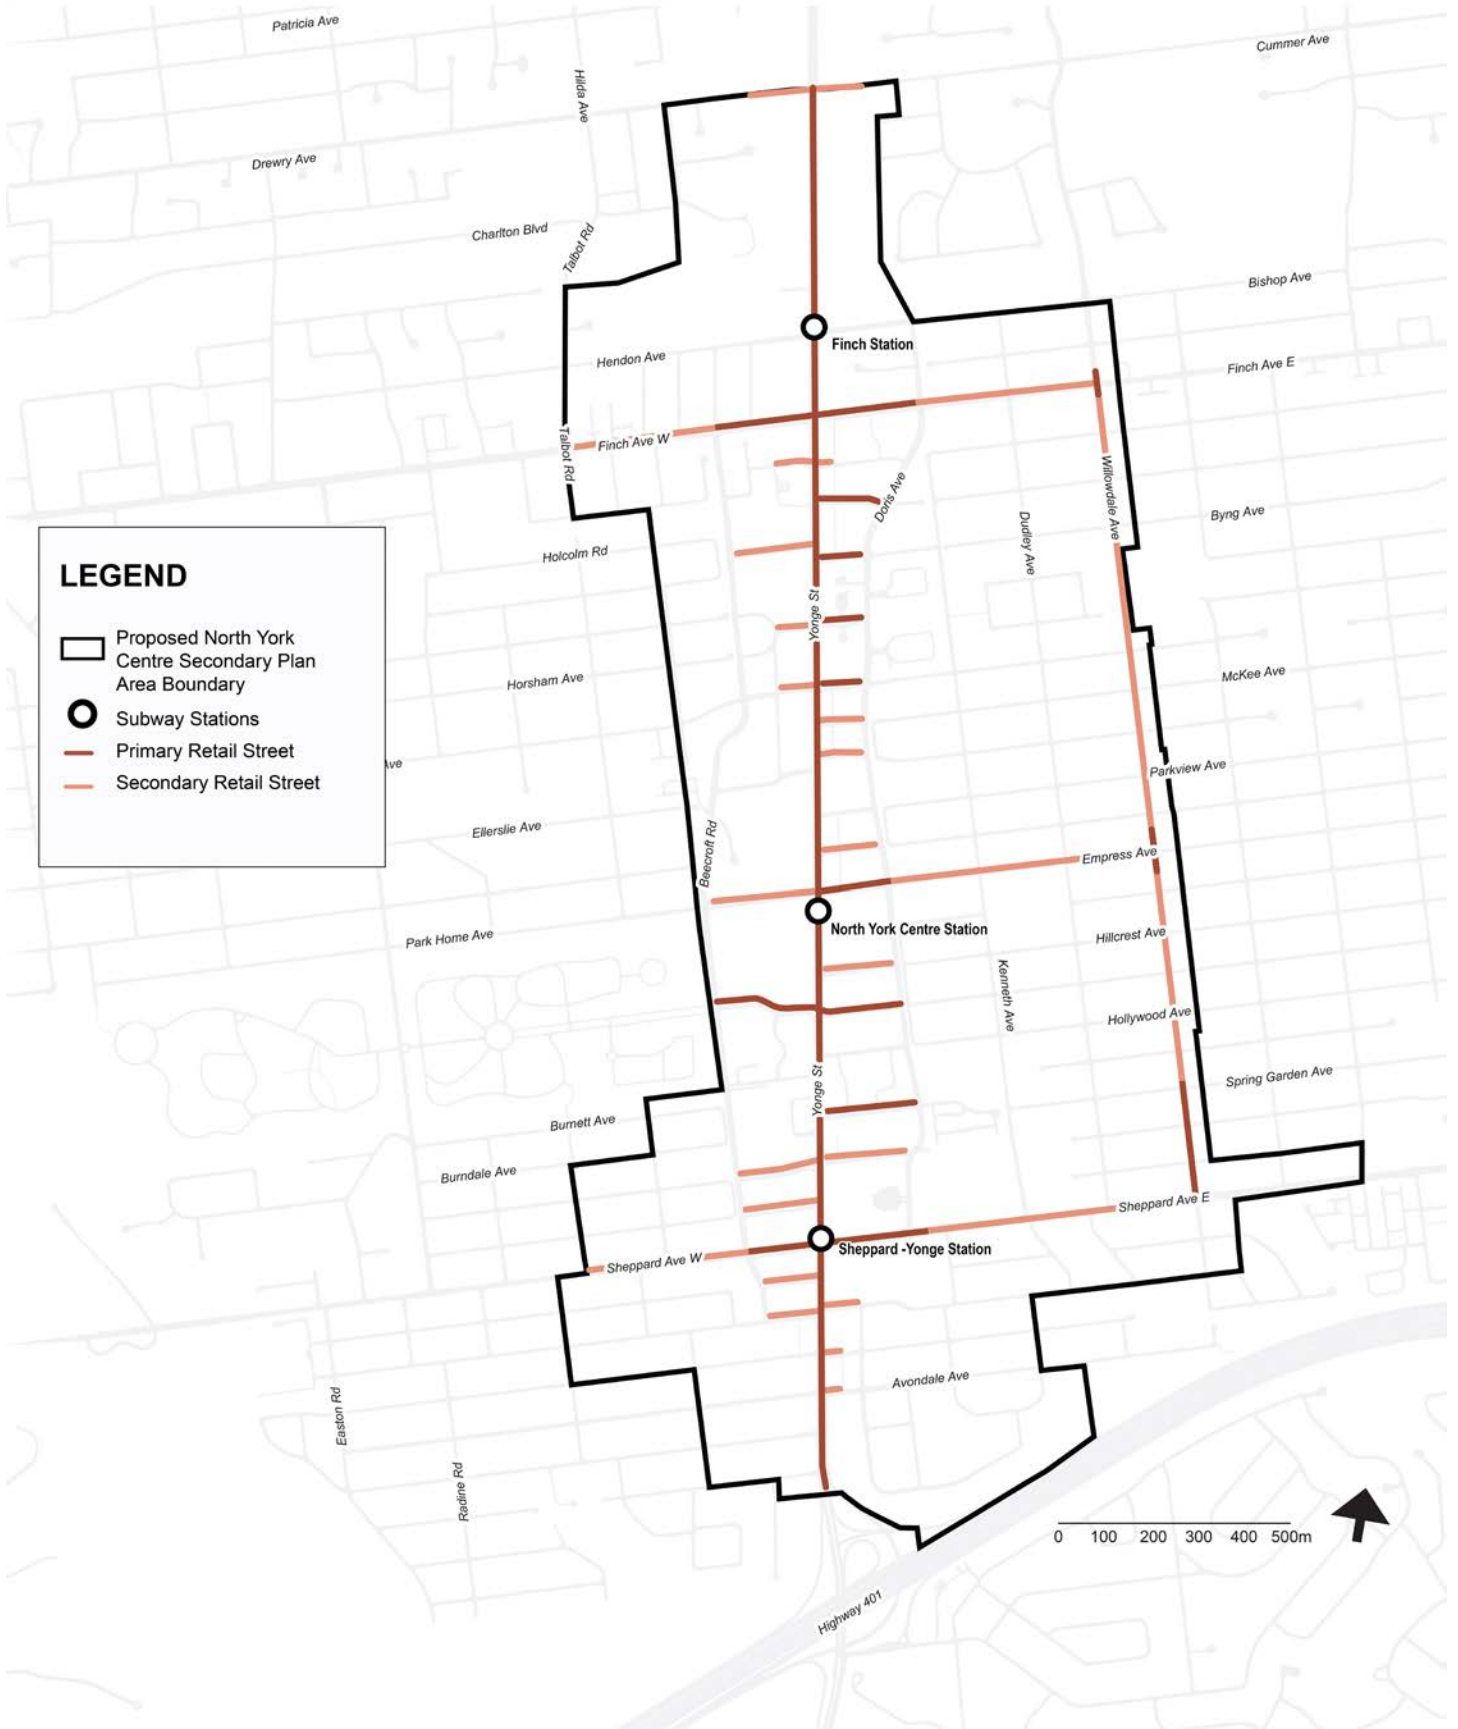 Patricia Ave
Cummer Ave
Hilda Ave
Drewry Ave
Charlton Blvd
Talbot Rd
Bishop Ave
Finch Station
Hendon Ave
Finch Ave E
Finch Ave W
Talbot Rd
Willowdale Ave
Doris Ave
Dudley Ave
Byng Ave
Holcolm Rd
LEGEND
Proposed North York
Centre Secondary Plan
Area Boundary
Subway Stations
Primary Retail Street
Secondary Retail Street
Yonge St
McKee Ave
Horsham Ave
Ave
Parkview Ave
Ellerslie Ave
Beecroft Rd
Empress Ave
North York Centre Station
Park Home Ave
Hillcrest Ave
Kenneth Ave
Hollywood Ave
Yonge St
Spring Garden Ave
Burnett Ave
Burndale Ave
Sheppard Ave E
Sheppard -Yonge Station
Sheppard Ave W
Avondale Ave
Easton Rd
Radine Rd
0 100 200 300 400 500m
Highway 401